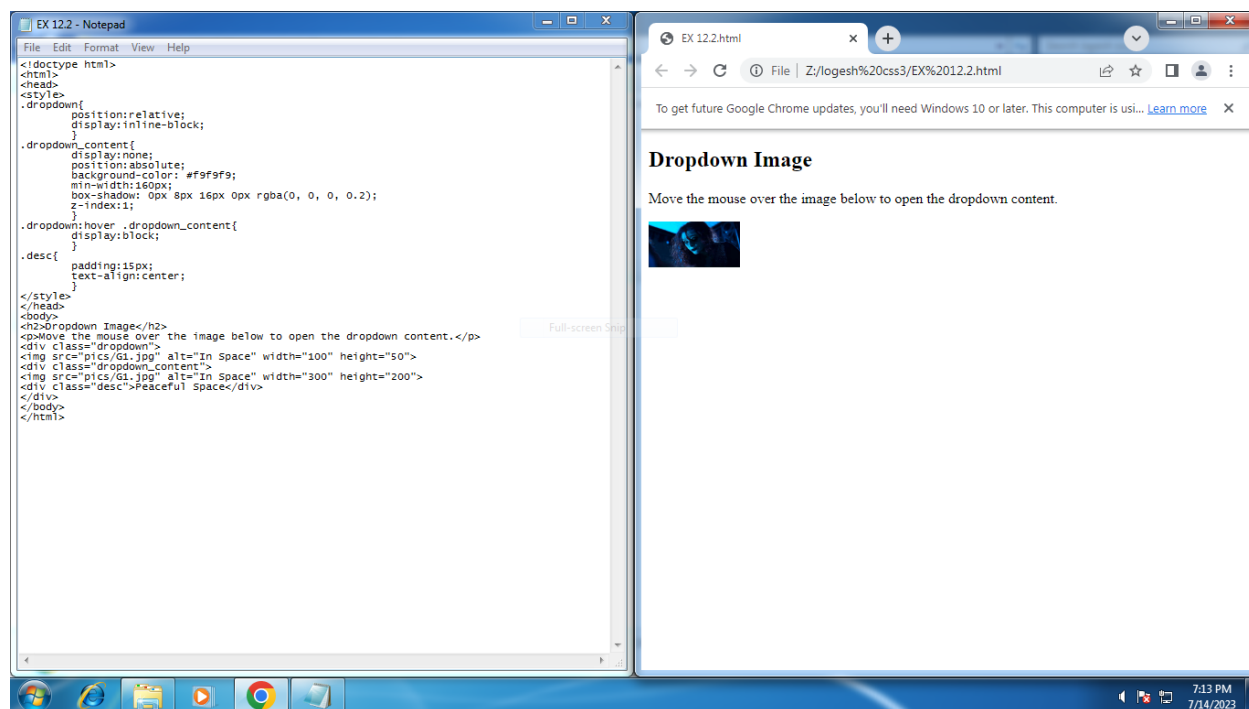 EX 12.2 - Notepad
File Edit Format View Help
<!doctype html>
<html>
<head>
<style>
.dropdown{
position:relative;
display:inline-block;
}
.dropdown_content{
display:none;
position:absolute;
background-color: #f9f9f9;
min-width:160px;
box-shadow: 0px 8px 16px 0px rgba(0, 0, 0, 0.2);
z-index:1;
}
.dropdown:hover .dropdown_content{
display:block;
}
.desc{
padding:15px;
text-align:center;
}
</style>
</head>
<body>
<h2>Dropdown Image</h2>
<p>Move the mouse over the image below to open the dropdown content.</p>
<div class="dropdown">
<img src="pics/G1.jpg" alt="In Space" width="100" height="50">
<div class="dropdown_content">
<img src="pics/G1.jpg" alt="In Space" width="300" height="200">
<div class="desc">Peaceful Space</div>
</div>
</body>
</html>
Full-screen Snip
EX 12.2.html
File Z:/logesh%20css3/EX%2012.2.html
To get future Google Chrome updates, you'll need Windows 10 or later. This computer is usi... Learn more
Dropdown Image
Move the mouse over the image below to open the dropdown content.
7:13 PM
7/14/2023